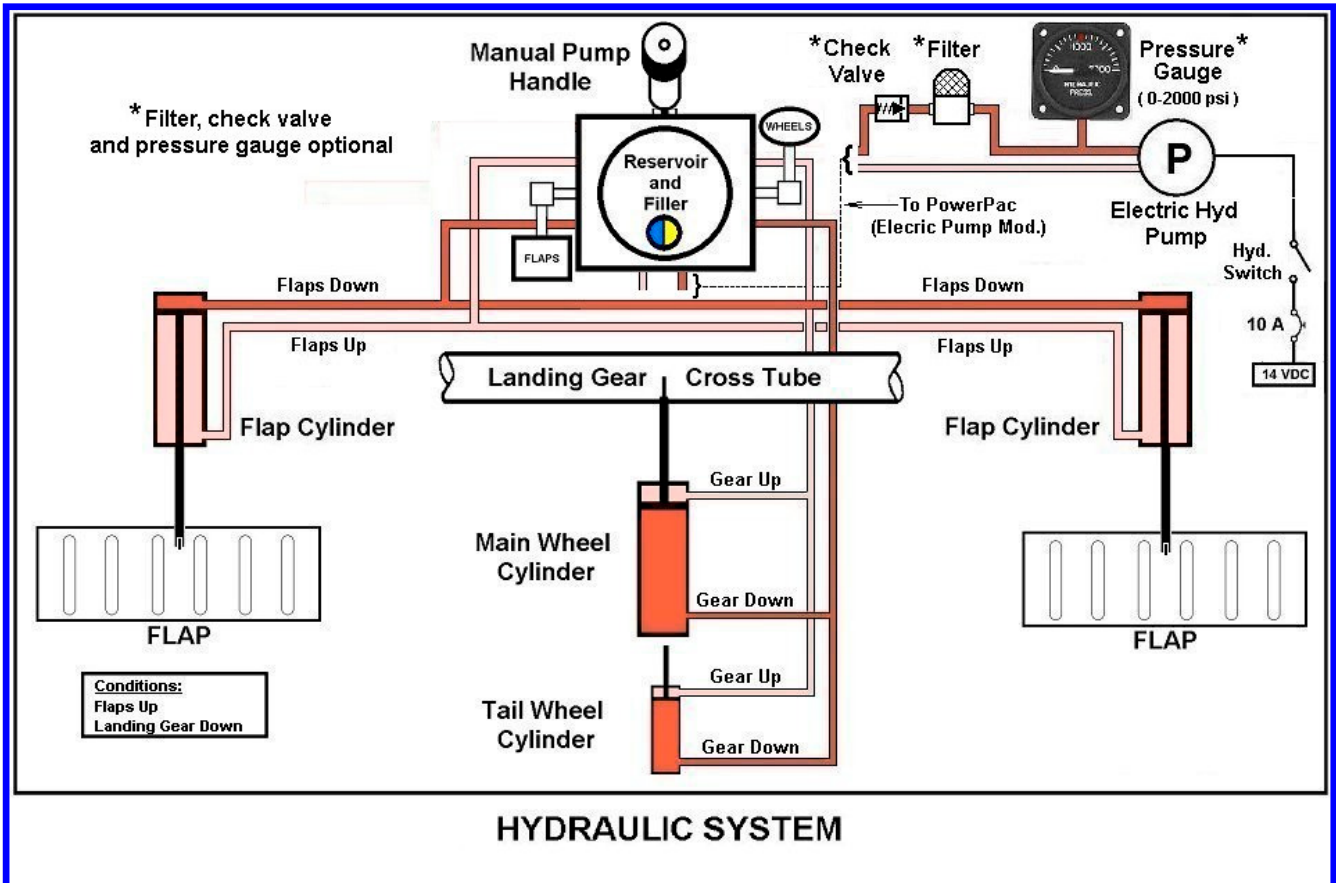 Manual Pump
Handle
*Check
Valve
*Filter
Pressure*
Gauge
( 0-2000 psi )
1000
HYDRAULIC
PRESS.
*Filter, check valve
and pressure gauge optional
WHEELS
Reservoir
and
Filler
FLAPS
P
To PowerPac
(Elecric Pump Mod.)
Electric Hyd
Pump
Hyd.
Switch
10 A
14 VDC
Flaps Down
Flaps Down
Flaps Up
Flaps Up
Landing Gear
Cross Tube
Flap Cylinder
Flap Cylinder
Gear Up
Main Wheel
Cylinder
Gear Down
FLAP
FLAP
Gear Up
Tail Wheel
Cylinder
Gear Down
Conditions:
Flaps Up
Landing Gear Down
HYDRAULIC SYSTEM